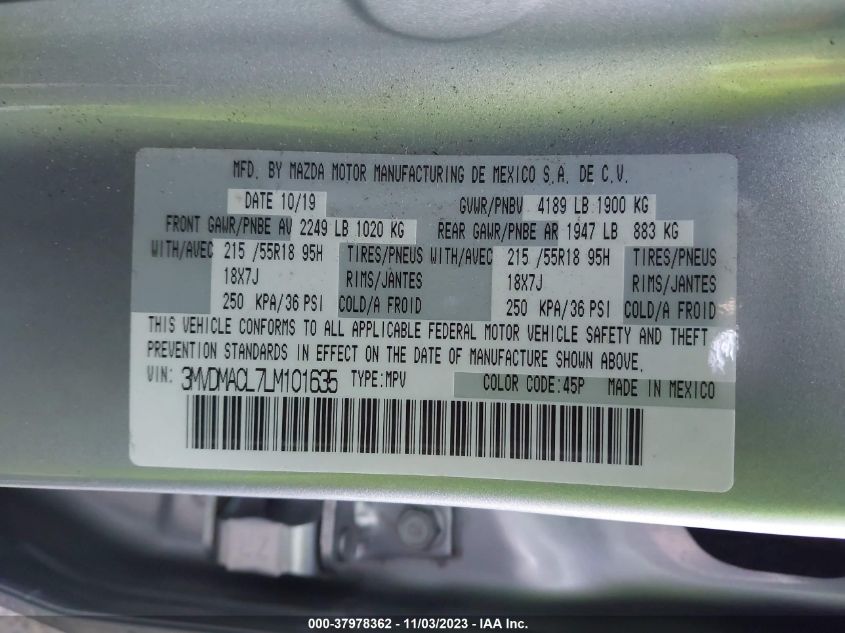 MFD. BY MAZDA MOTOR MANUFACTURING DE MEXICO S.A. DE C.V.
DATE 10/19 GVWR/PNBV 4189 LB 1900 KG
FRONT GAWR/PNBE AV 2249 LB 1020 KG REAR GAWR/PNBE AR 1947 LB 883 KG
WITH/AVEC 215 /55R18 95H TIRES/PNEUS WITH/AVEC 215 /55R18 95H TIRES/PNEUS
18X7J RIMS/JANTES 18X7J RIMS/JANTES
250 KPA/36 PSI COLD/A FROID 250 KPA/36 PSI COLD/A FROID
THIS VEHICLE CONFORMS TO ALL APPLICABLE FEDERAL MOTOR VEHICLE SAFETY AND THEFT
PREVENTION STANDARDS IN EFFECT ON THE DATE OF MANUFACTURE SHOWN ABOVE.
VIN: 3MVDMACL7LM101635 TYPE:MPV COLOR CODE:45P MADE IN MEXICO
000-37978362 - 11/03/2023 - IAA Inc.